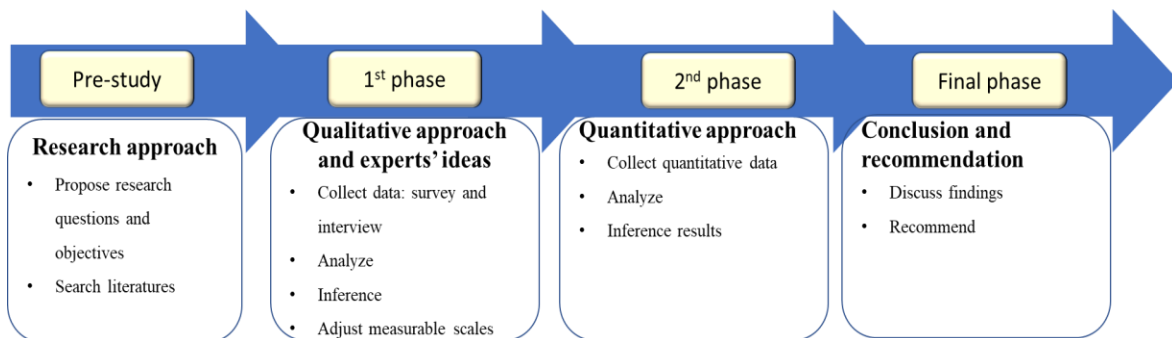 Pre-study
1st phase
2nd phase
Final phase
Research approach
• Propose research
questions and
objectives
• Search literatures
Qualitative approach
and experts’ ideas
• Collect data: survey and
interview
• Analyze
• Inference
• Adjust measurable scales
Quantitative approach
• Collect quantitative data
• Analyze
• Inference results
Conclusion and
recommendation
• Discuss findings
• Recommend